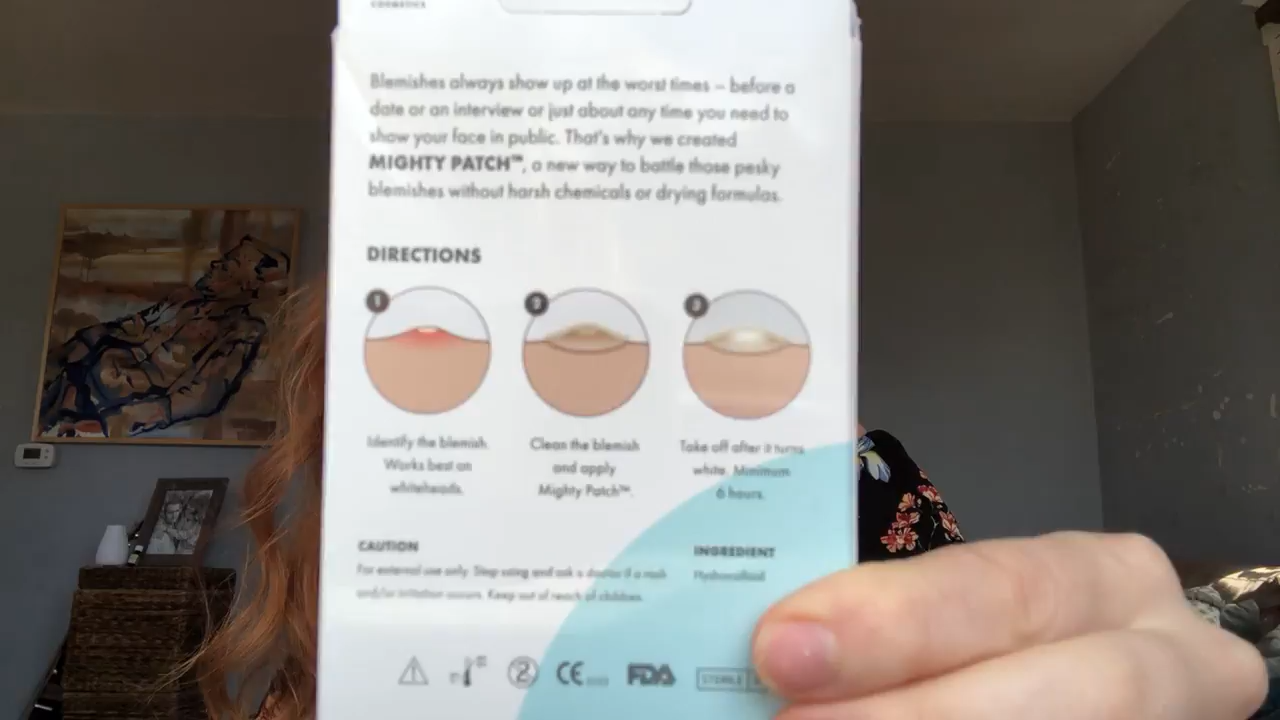 COSMETICS
Blemishes always show up at the worst times – before a
date or an interview or just about any time you need to
show your face in public. That's why we created
MIGHTY PATCH™, a new way to battle those pesky
blemishes without harsh chemicals or drying formulas.
DIRECTIONS
1
Identify the blemish.
Works best on
whiteheads.
2
Clean the blemish
and apply
Mighty Patch™.
3
Take off after it turns
white. Minimum
6 hours.
CAUTION
For external use only. Stop using and ask a doctor if a rash
and/or irritation occurs. Keep out of reach of children.
INGREDIENT
Hydrocolloid
2
CE
FDA
STERILE